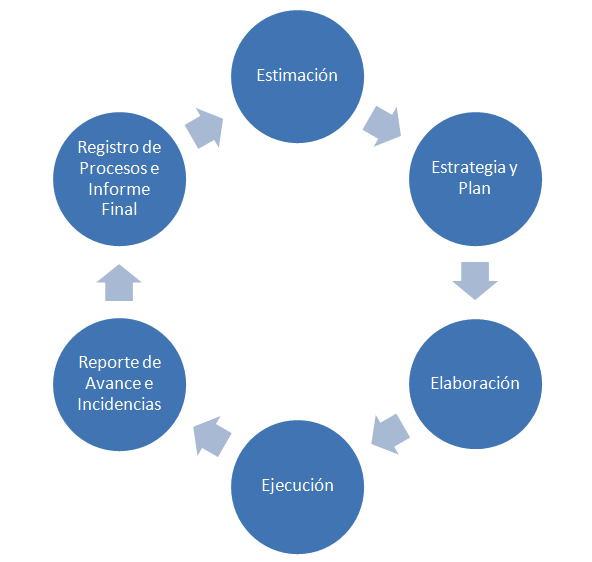 Estimación
Estrategia y
Plan
Elaboración
Ejecución
Reporte de
Avance e
Incidencias
Registro de
Procesos e
Informe
Final